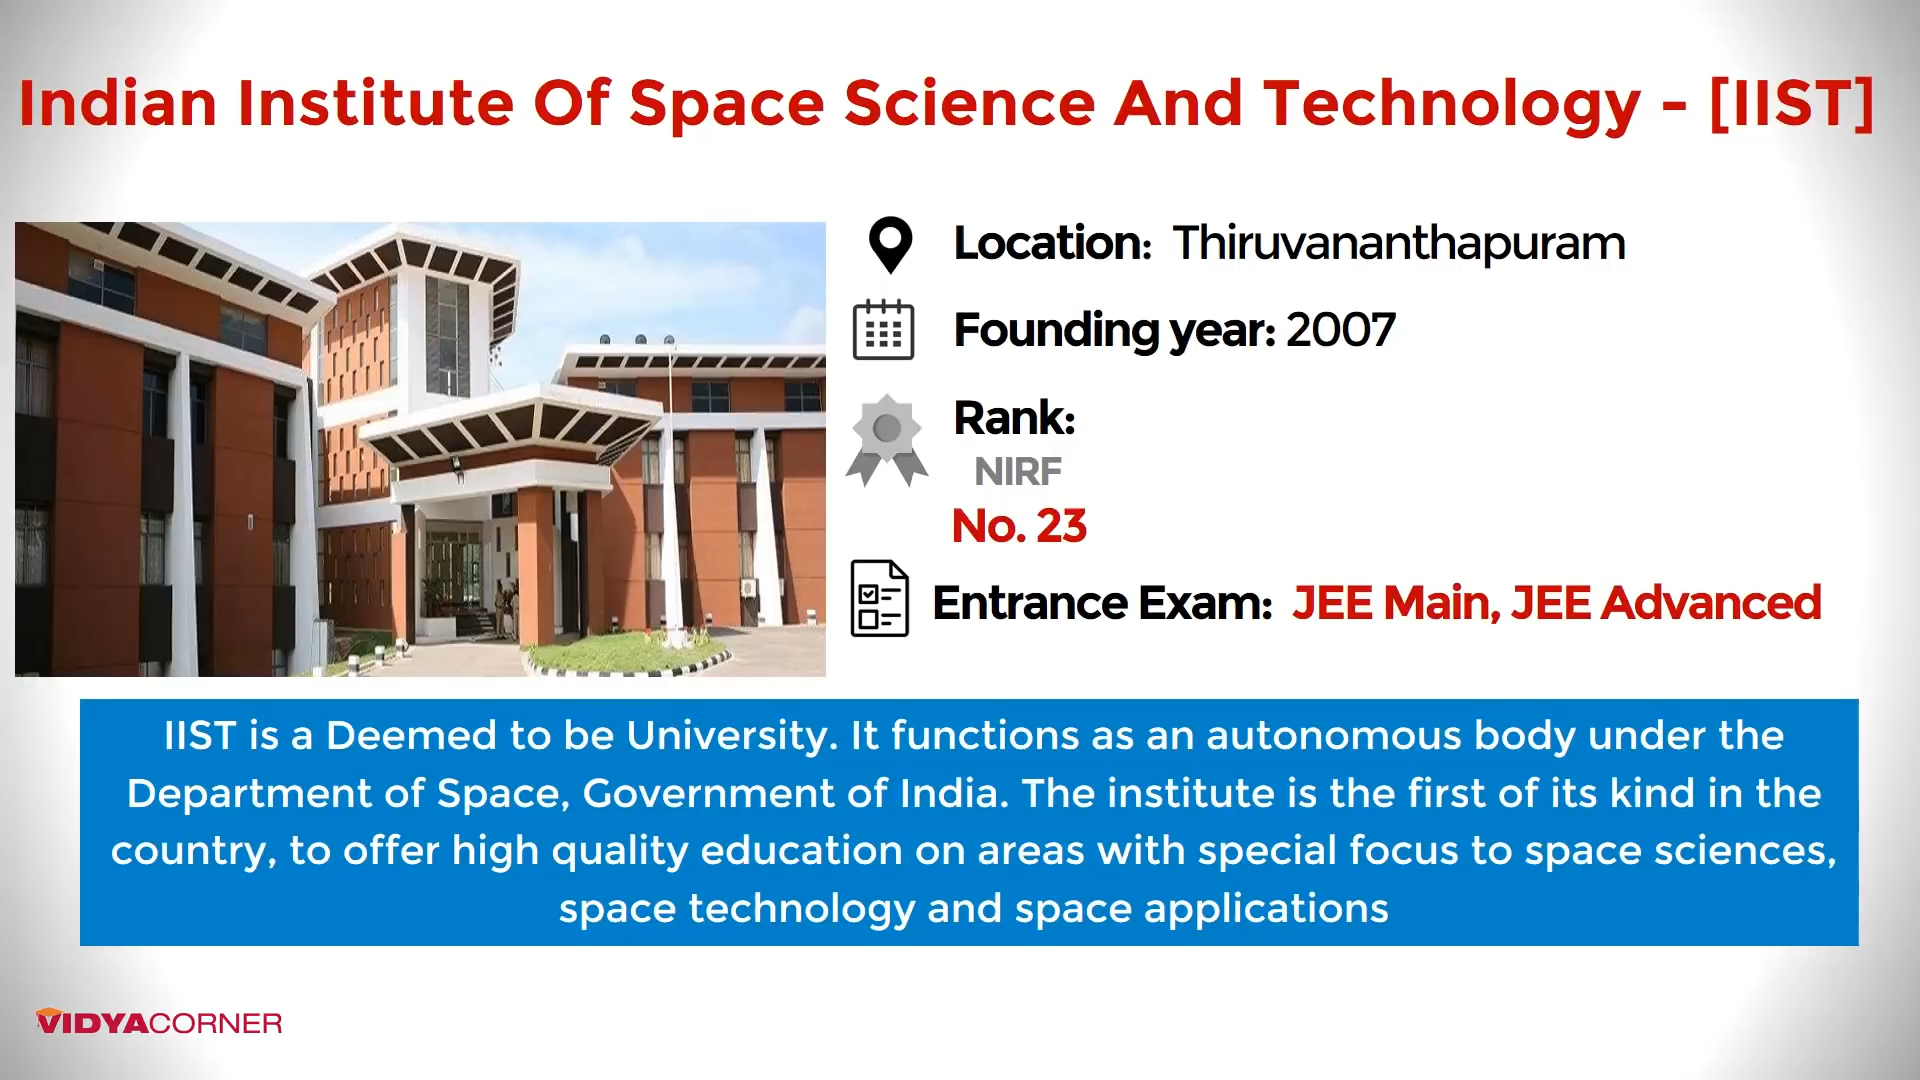 Indian Institute Of Space Science And Technology - [IIST]
Location: Thiruvananthapuram
Founding year: 2007
Rank:
NIRF
No. 23
Entrance Exam: JEE Main, JEE Advanced
IIST is a Deemed to be University. It functions as an autonomous body under the
Department of Space, Government of India. The institute is the first of its kind in the
country, to offer high quality education on areas with special focus to space sciences,
space technology and space applications
VIDYACORNER